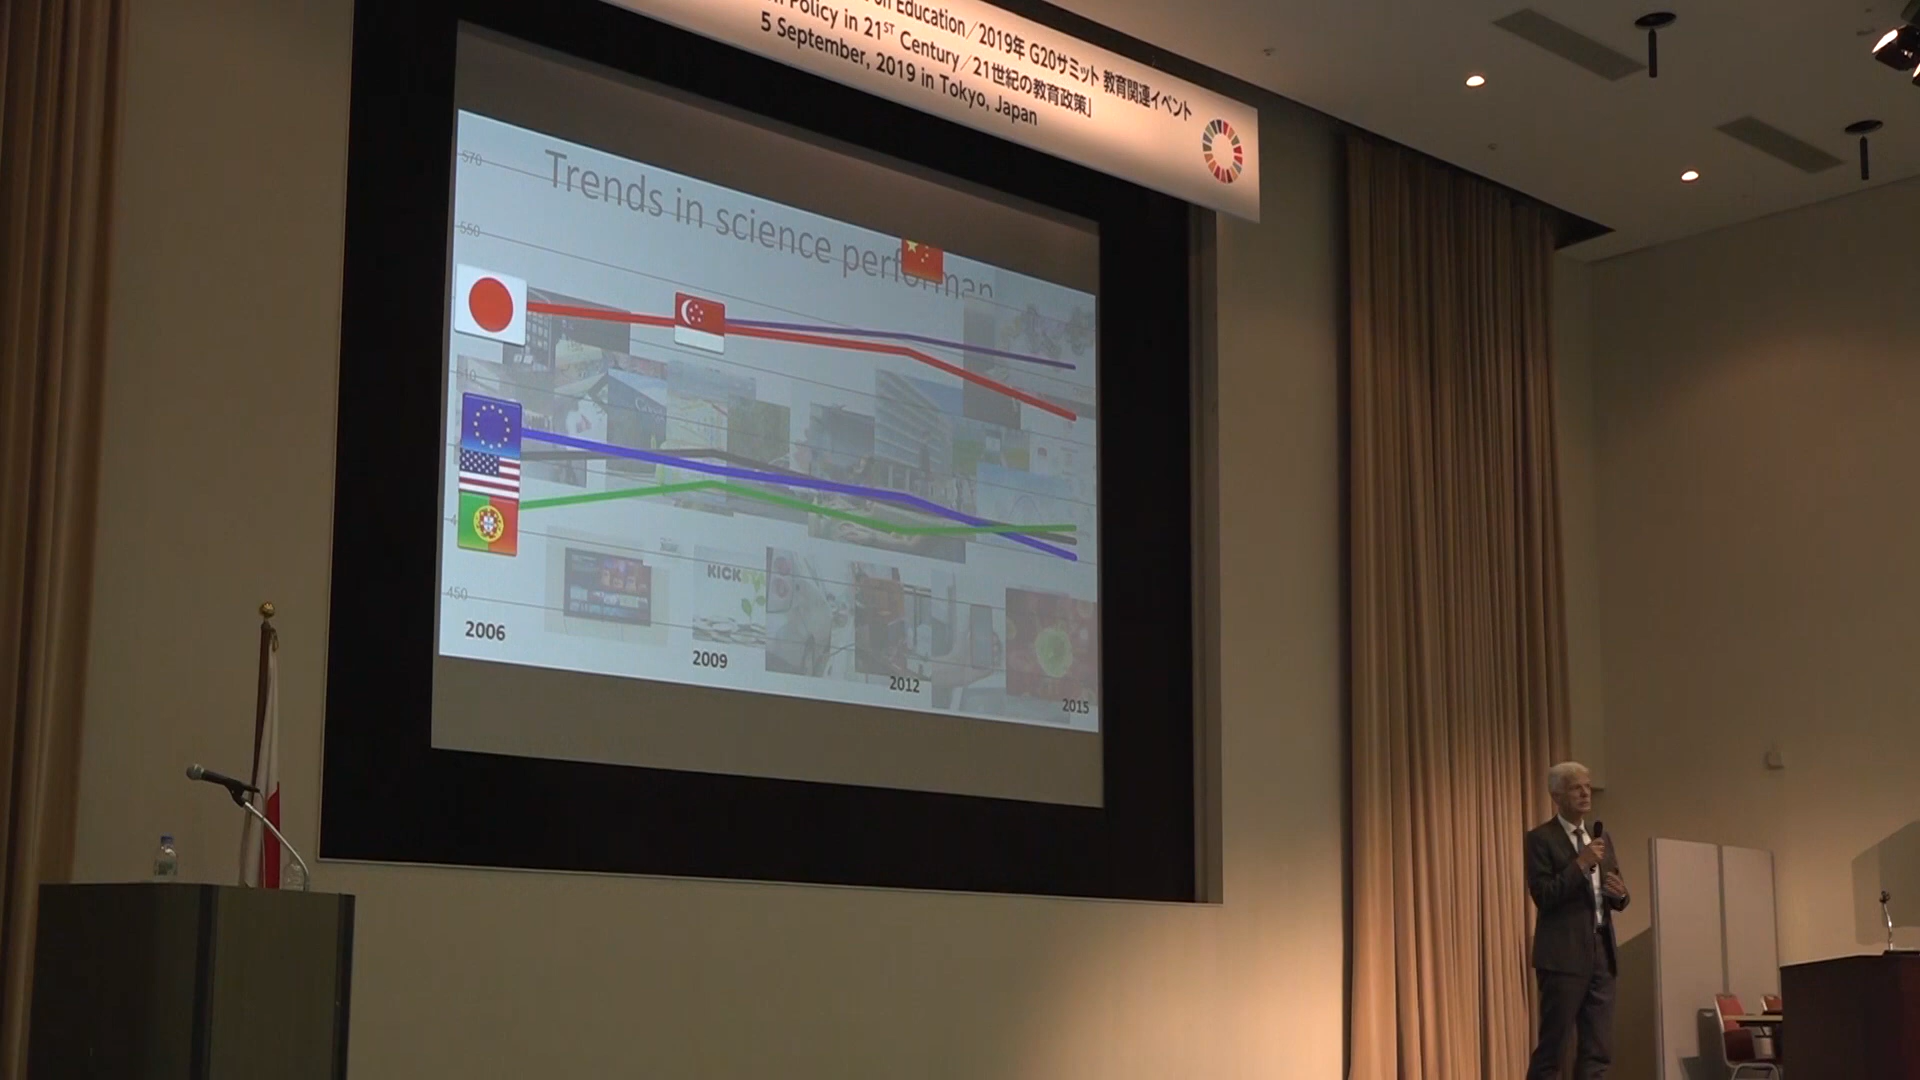 on Education/2019年 G20サミット 教育関連イベント
Policy in 21ST Century/21世紀の教育政策」
5 September, 2019 in Tokyo, Japan
Trends in science performan
570
550
450
KICK
2006
2009
2012
2015